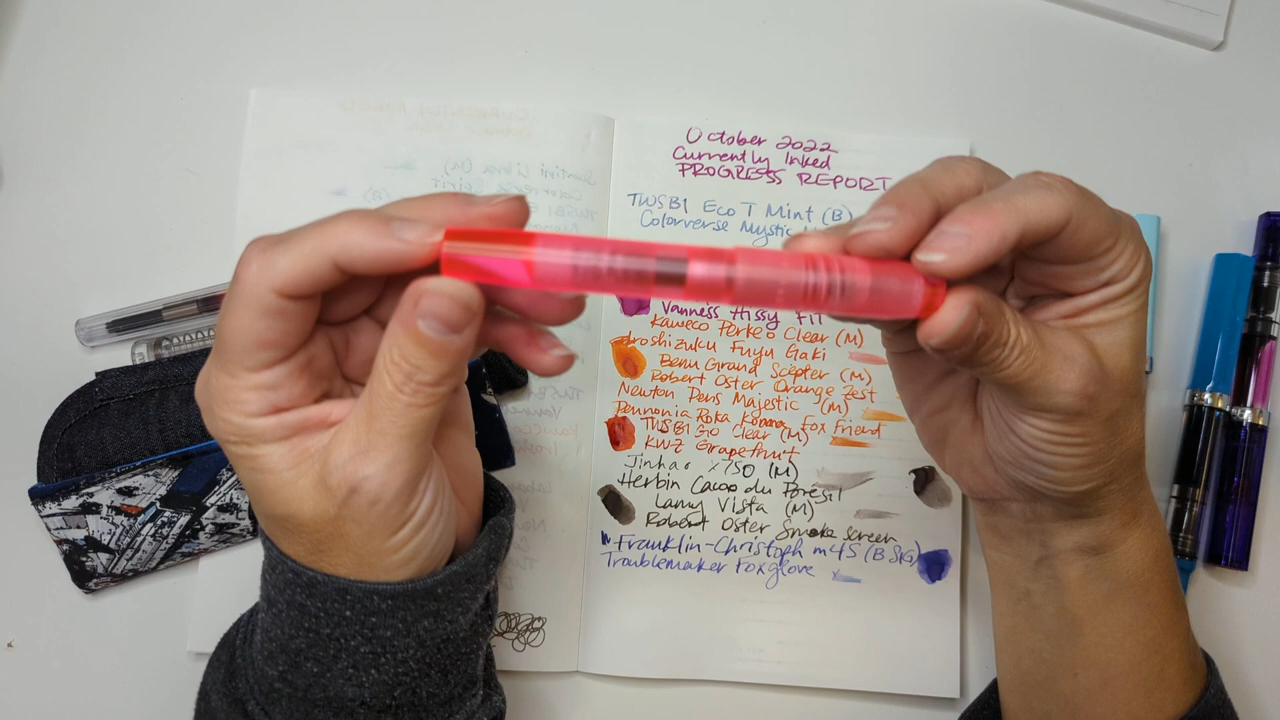 October 2022
Currently Inked
PROGRESS REPORT
TWSBI Eco T Mint (B)
Colorverse Mystic
Vanness Hissy Fit
Kaweco Perkeo Clear (M)
Iroshizuku Fuyu Gaki
Benu Grand Scepter (M)
Robert Oster Orange Zest
Newton Pens Majestic (M)
Pennonia Róka Koboma Fox Friend
TWSBI GO Clear (M)
KWZ Grapefruit
Jinhao X750 (M)
Herbin Cacao du Bresil
Lamy Vista (M)
Robert Oster Smoke screen
Franklin-Christoph m45 (B SIG)
Troublemaker Foxglove